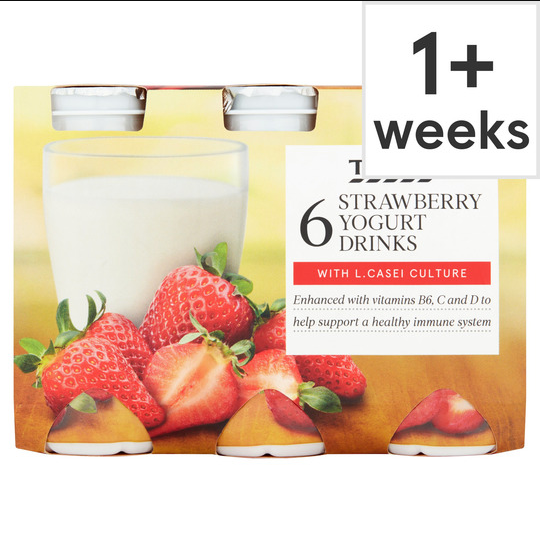 1+
weeks
6 STRAWBERRY
YOGURT
DRINKS
WITH L.CASEI CULTURE
Enhanced with vitamins B6, C and D to
help support a healthy immune system